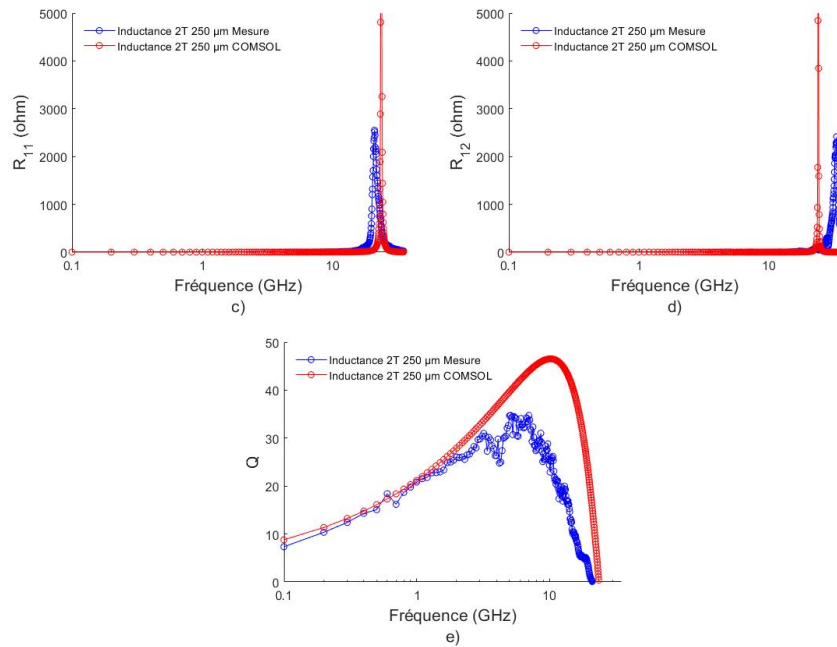 5000
4000
3000
2000
1000
0
R11 (ohm)
Inductance 2T 250 µm Mesure
Inductance 2T 250 µm COMSOL
0.1
1
10
Fréquence (GHz)
c)
5000
4000
3000
2000
1000
0
R12 (ohm)
Inductance 2T 250 µm Mesure
Inductance 2T 250 µm COMSOL
0.1
1
10
Fréquence (GHz)
d)
50
40
30
20
10
0
Q
Inductance 2T 250 µm Mesure
Inductance 2T 250 µm COMSOL
0.1
1
10
Fréquence (GHz)
e)